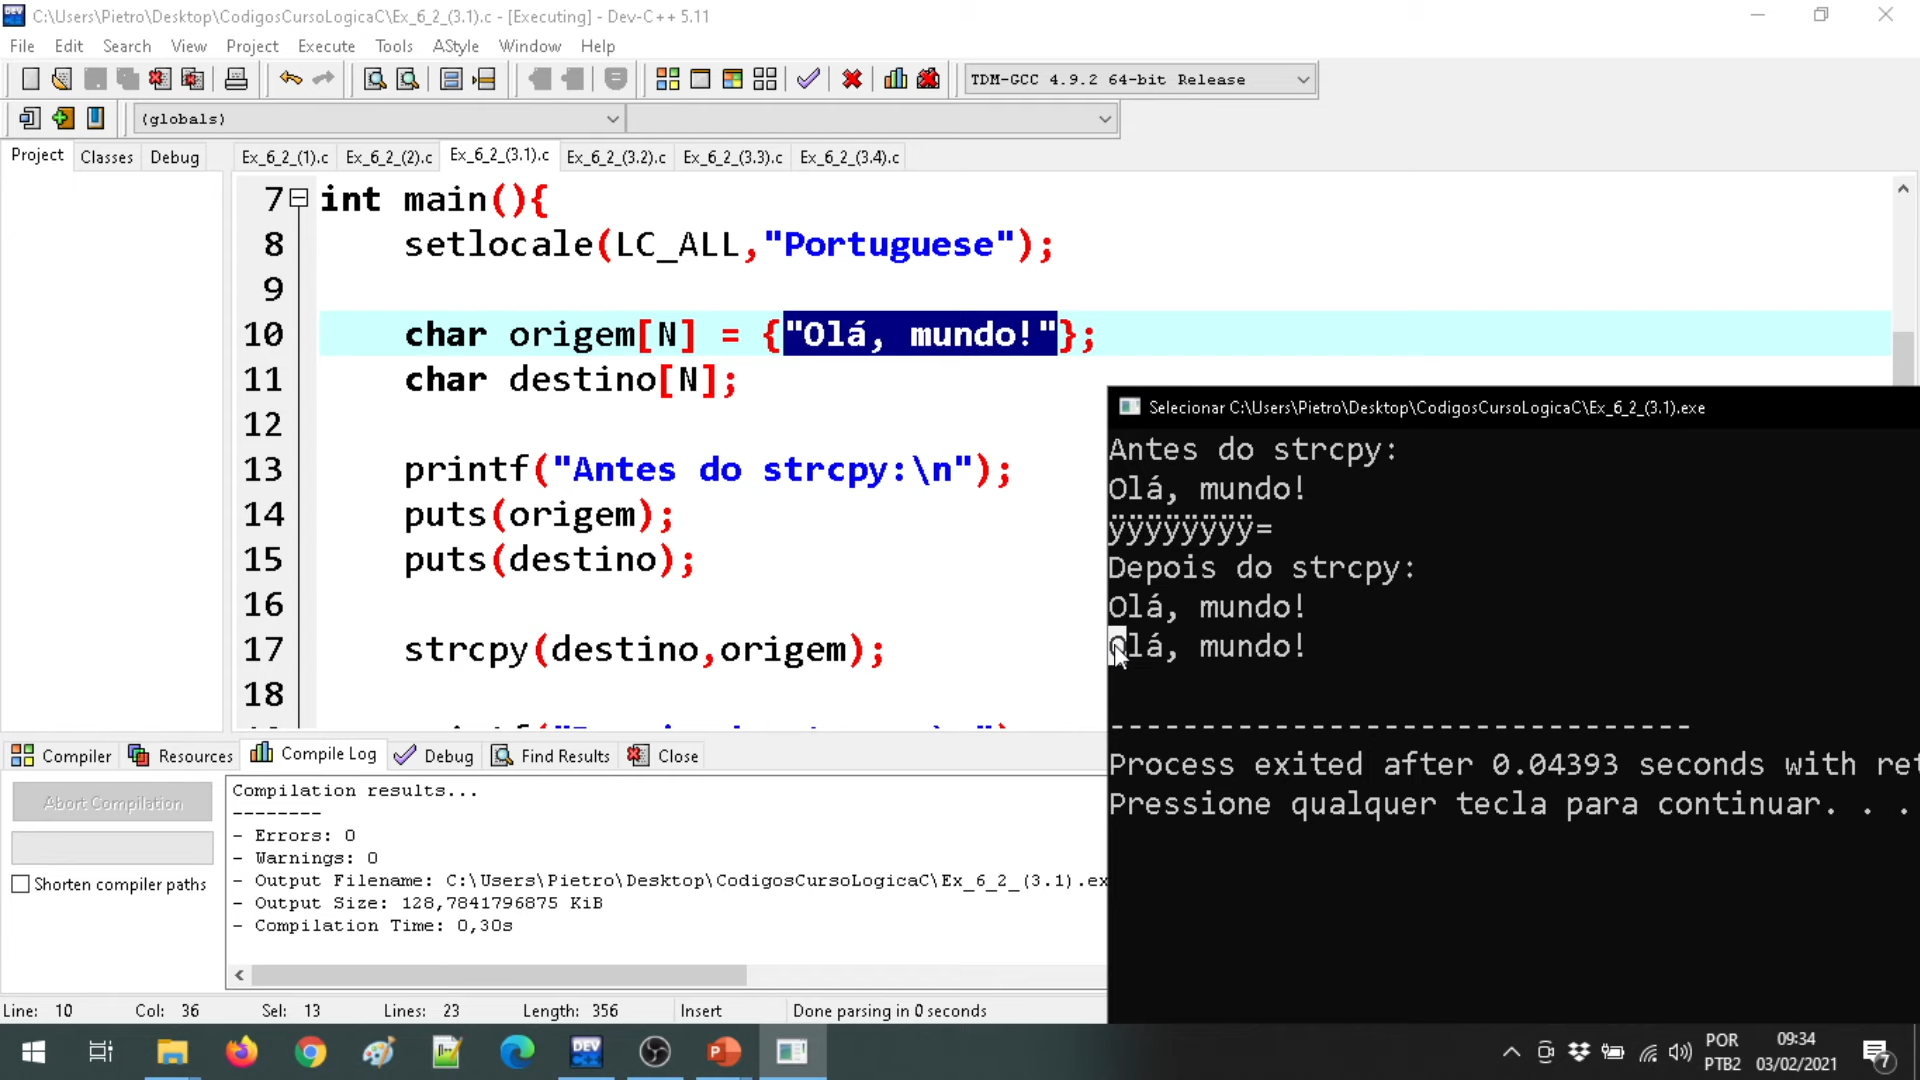 C:\Users\Pietro\Desktop\CodigosCursoLogicaC\Ex_6_2_(3.1).c - [Executing] - Dev-C++ 5.11
File Edit Search View Project Execute Tools AStyle Window Help
TDM-GCC 4.9.2 64-bit Release
(globals)
Project Classes Debug
Ex_6_2_(1).c Ex_6_2_(2).c Ex_6_2_(3.1).c Ex_6_2_(3.2).c Ex_6_2_(3.3).c Ex_6_2_(3.4).c
7 int main(){
8 setlocale(LC_ALL,"Portuguese");
9
10 char origem[N] = {"Olá, mundo!"};
11 char destino[N];
12
13 printf("Antes do strcpy:\n");
14 puts(origem);
15 puts(destino);
16
17 strcpy(destino,origem);
18
Selecionar C:\Users\Pietro\Desktop\CodigosCursoLogicaC\Ex_6_2_(3.1).exe
Antes do strcpy:
Olá, mundo!
ÿÿÿÿÿÿÿÿ=
Depois do strcpy:
Olá, mundo!
Olá, mundo!
--------------------------------
Process exited after 0.04393 seconds with ret
Pressione qualquer tecla para continuar. . .
Compiler Resources Compile Log Debug Find Results Close
Abort Compilation
Shorten compiler paths
Compilation results...
--------
- Errors: 0
- Warnings: 0
- Output Filename: C:\Users\Pietro\Desktop\CodigosCursoLogicaC\Ex_6_2_(3.1).ex
- Output Size: 128,7841796875 KiB
- Compilation Time: 0,30s
Line: 10 Col: 36 Sel: 13 Lines: 23 Length: 356 Insert Done parsing in 0 seconds
DEV
POR
PTB2
09:34
03/02/2021
7